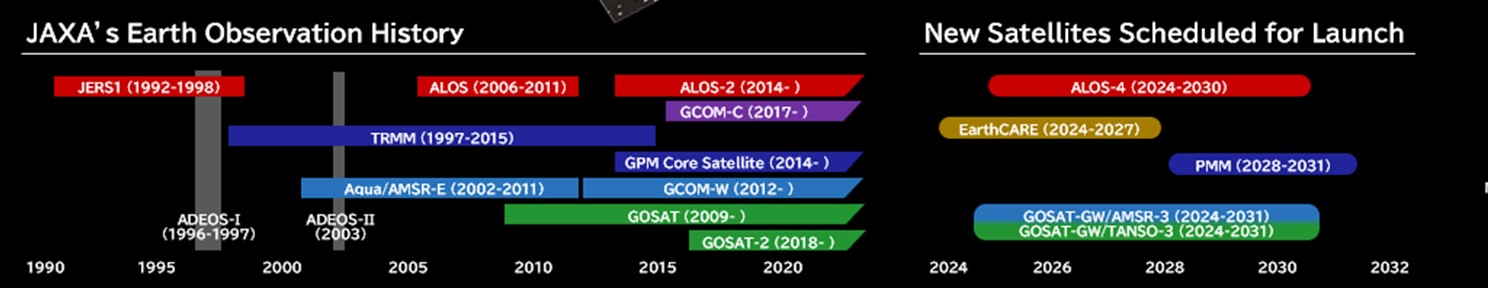 JAXA's Earth Observation History
JERS1 (1992-1998)
ALOS (2006-2011)
ALOS-2 (2014- )
GCOM-C (2017- )
TRMM (1997-2015)
GPM Core Satellite (2014- )
Aqua/AMSR-E (2002-2011)
GCOM-W (2012- )
GOSAT (2009- )
ADEOS-I
(1996-1997)
ADEOS-II
(2003)
GOSAT-2 (2018- )
1990 1995 2000 2005 2010 2015 2020
New Satellites Scheduled for Launch
ALOS-4 (2024-2030)
EarthCARE (2024-2027)
PMM (2028-2031)
GOSAT-GW/AMSR-3 (2024-2031)
GOSAT-GW/TANSO-3 (2024-2031)
2024 2026 2028 2030 2032